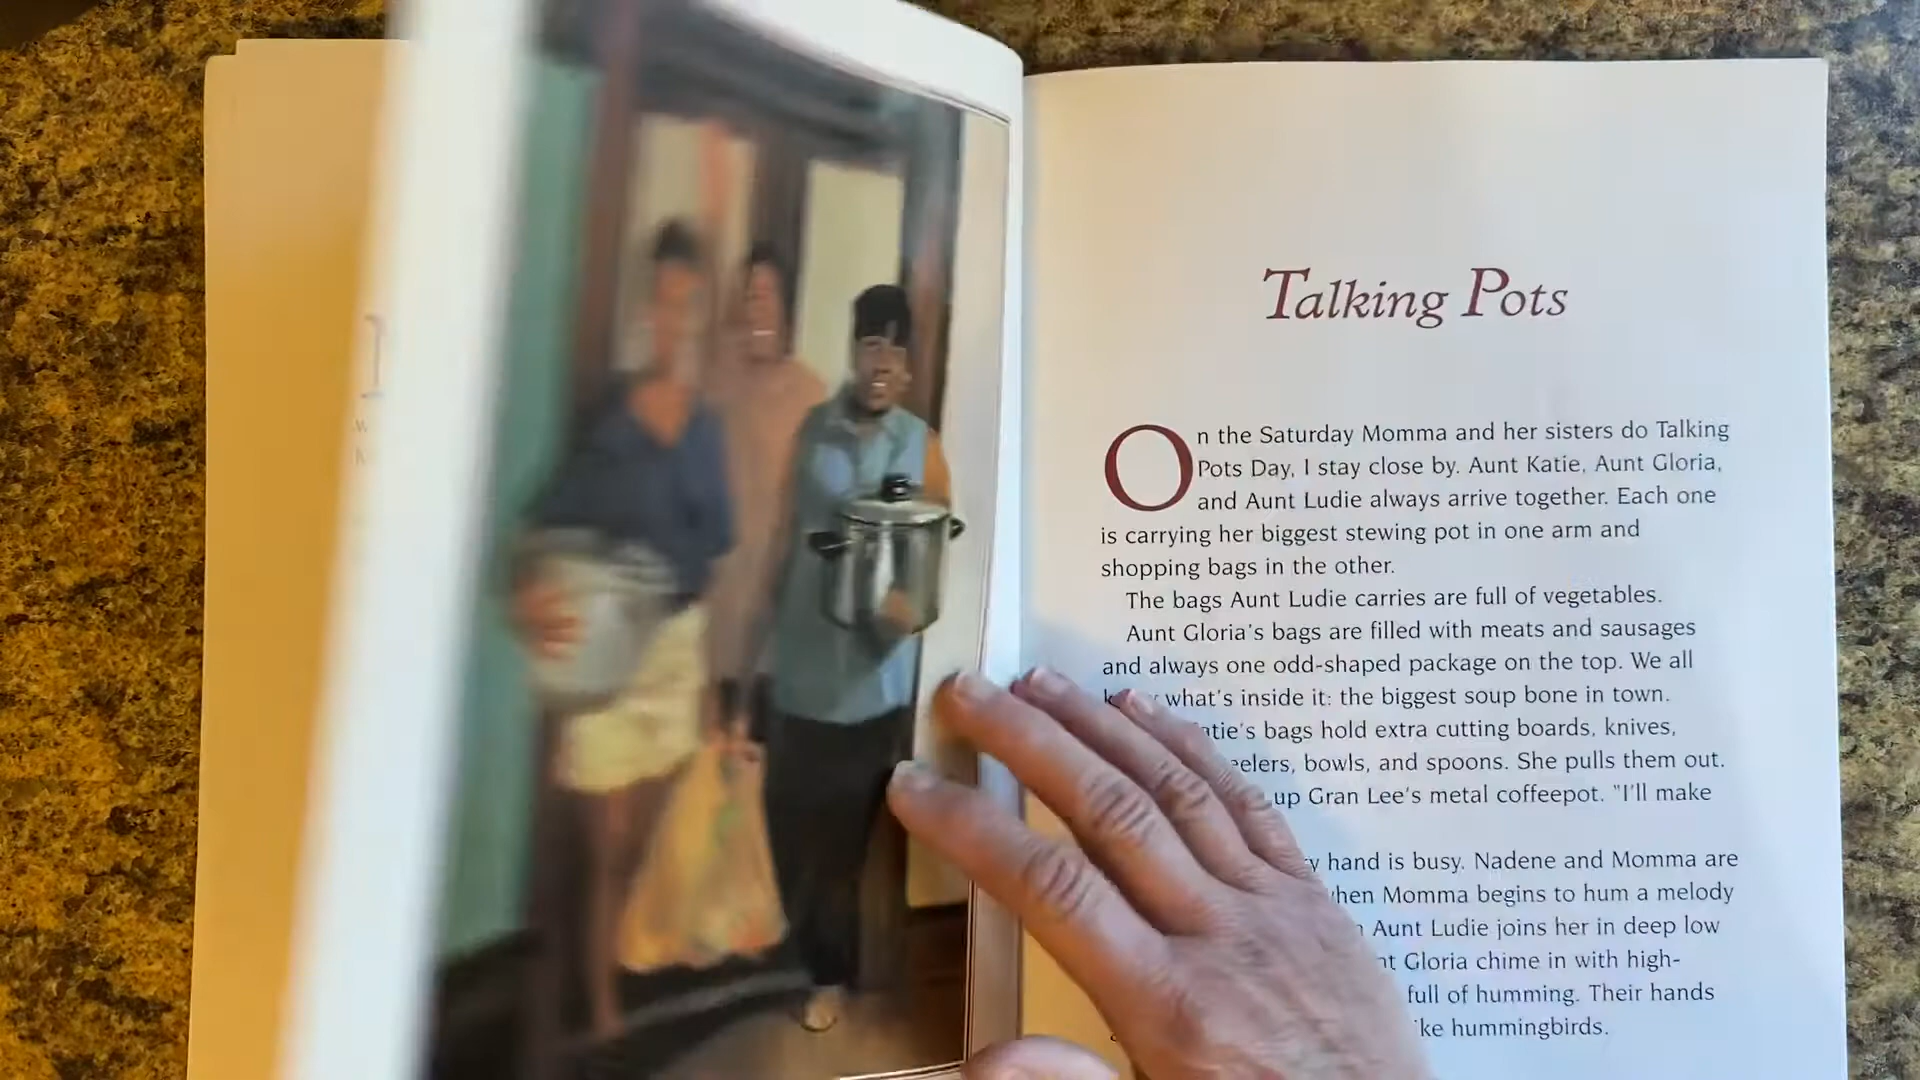 Talking Pots
On the Saturday Momma and her sisters do Talking
Pots Day, I stay close by. Aunt Katie, Aunt Gloria,
and Aunt Ludie always arrive together. Each one
is carrying her biggest stewing pot in one arm and
shopping bags in the other.
The bags Aunt Ludie carries are full of vegetables.
Aunt Gloria's bags are filled with meats and sausages
and always one odd-shaped package on the top. We all
what's inside it: the biggest soup bone in town.
bags hold extra cutting boards, knives,
bowls, and spoons. She pulls them out.
up Gran Lee's metal coffeepot. "I'll make
hand is busy. Nadene and Momma are
Momma begins to hum a melody
Aunt Ludie joins her in deep low
Gloria chime in with high-
full of humming. Their hands
hummingbirds.